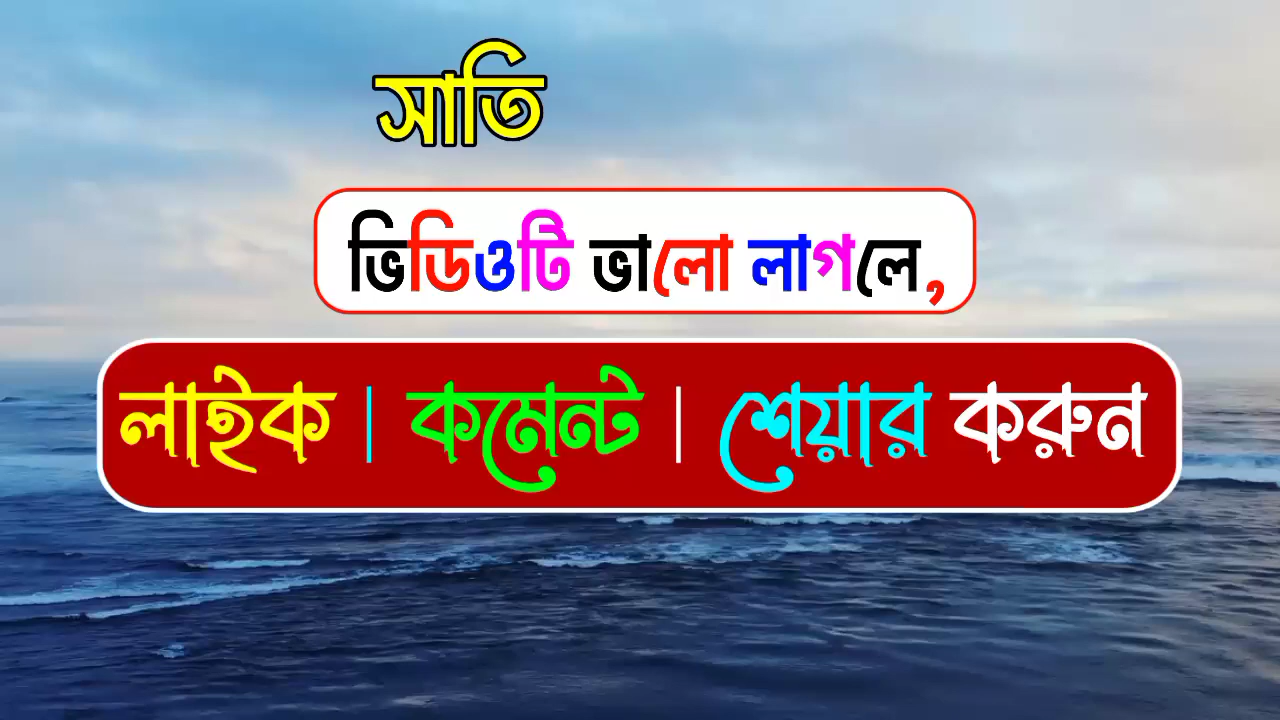 সাতি
ভিডিওটি ভালো লাগলে,
লাইক | কমেন্ট | শেয়ার করুন